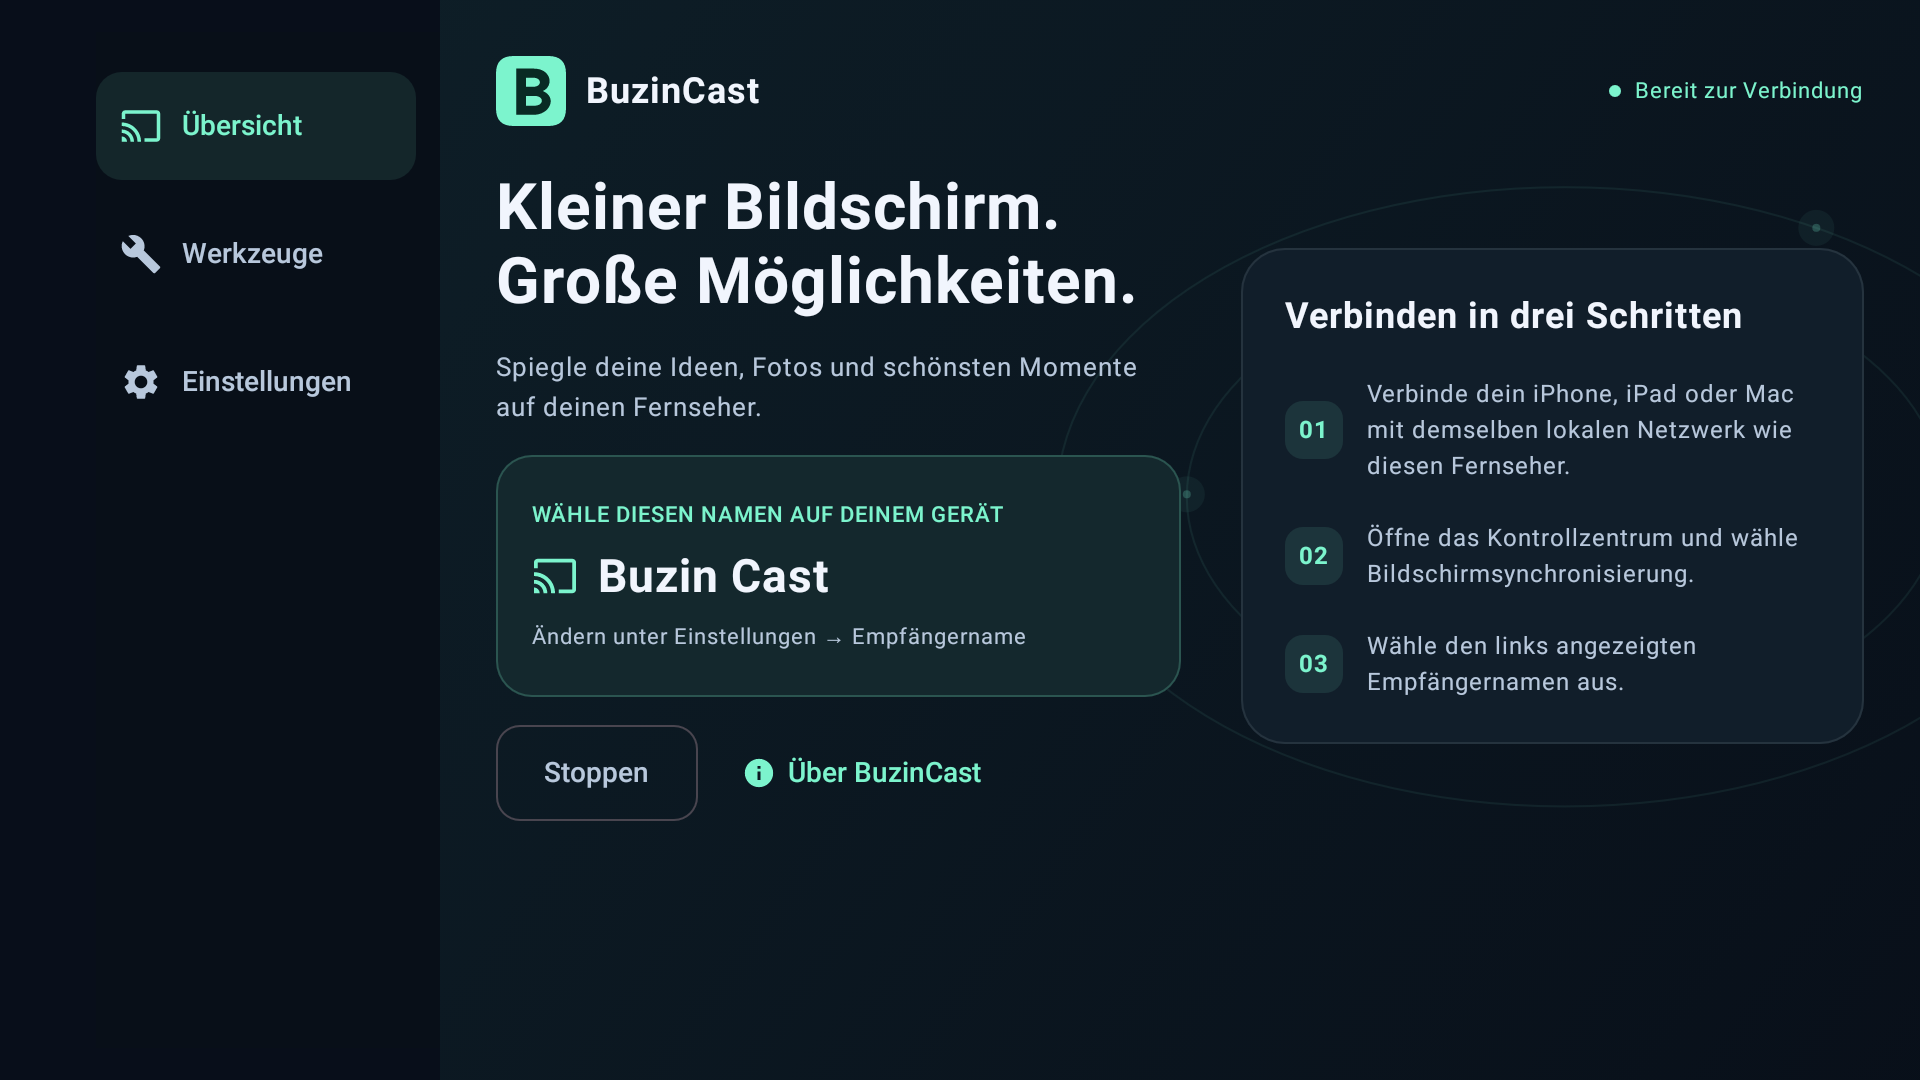 Übersicht
Werkzeuge
Einstellungen
B BuzinCast
Bereit zur Verbindung
Kleiner Bildschirm.
Große Möglichkeiten.
Spiegle deine Ideen, Fotos und schönsten Momente
auf deinen Fernseher.
WÄHLE DIESEN NAMEN AUF DEINEM GERÄT
Buzin Cast
Ändern unter Einstellungen → Empfängername
Stoppen
Über BuzinCast
Verbinden in drei Schritten
01
Verbinde dein iPhone, iPad oder Mac
mit demselben lokalen Netzwerk wie
diesen Fernseher.
02
Öffne das Kontrollzentrum und wähle
Bildschirmsynchronisierung.
03
Wähle den links angezeigten
Empfängernamen aus.